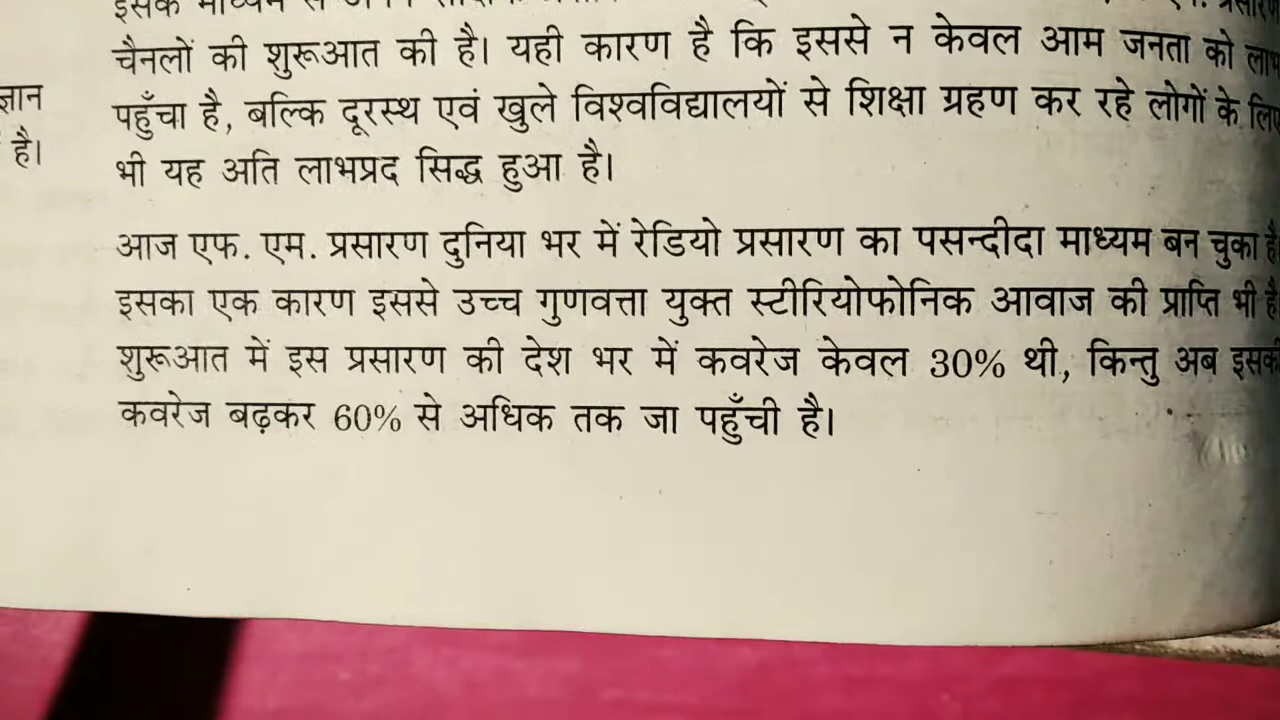 चैनलों की शुरूआत की है। यही कारण है कि इससे न केवल आम जनता को
पहुँचा है, बल्कि दूरस्थ एवं खुले विश्वविद्यालयों से शिक्षा ग्रहण कर रहे लोगों के
भी यह अति लाभप्रद सिद्ध हुआ है।
आज एफ. एम. प्रसारण दुनिया भर में रेडियो प्रसारण का पसन्दीदा माध्यम बन चुका है
इसका एक कारण इससे उच्च गुणवत्ता युक्त स्टीरियोफोनिक आवाज की प्राप्ति भी है
शुरूआत में इस प्रसारण की देश भर में कवरेज केवल 30% थी, किन्तु अब
कवरेज बढ़कर 60% से अधिक तक जा पहुँची है।
ज्ञान
है।